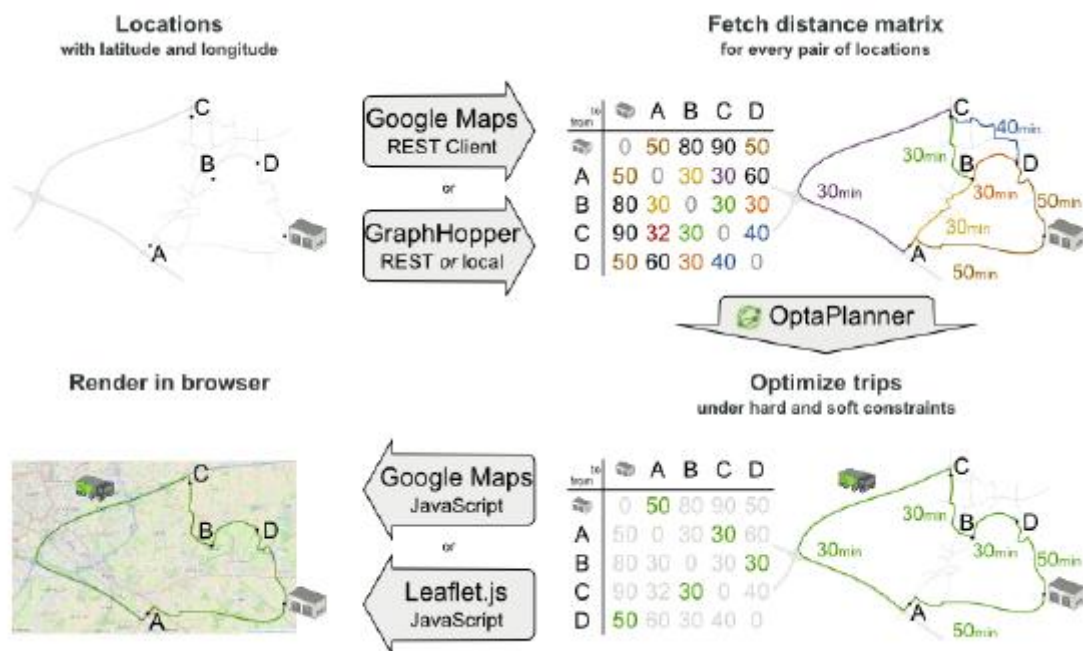 Locations
with latitude and longitude
C
B
D
A
Google Maps
REST Client
or
GraphHopper
REST or local
Fetch distance matrix
for every pair of locations
to
from
A B C D
0 50 80 90 50
A 50 0 30 30 60
B 80 30 0 30 30
C 90 32 30 0 40
D 50 60 30 40 0
C
40min
30min
B
D
30min
30min
50min
30min
A
50min
OptaPlanner
Render in browser
C
B
D
A
Google Maps
JavaScript
or
Leaflet.js
JavaScript
Optimize trips
under hard and soft constraints
to
from
A B C D
0 50 80 90 50
A 50 0 30 30 60
B 80 30 0 30 30
C 90 32 30 0 40
D 50 60 30 40 0
C
30min
B
D
30min
30min
50min
A
50min